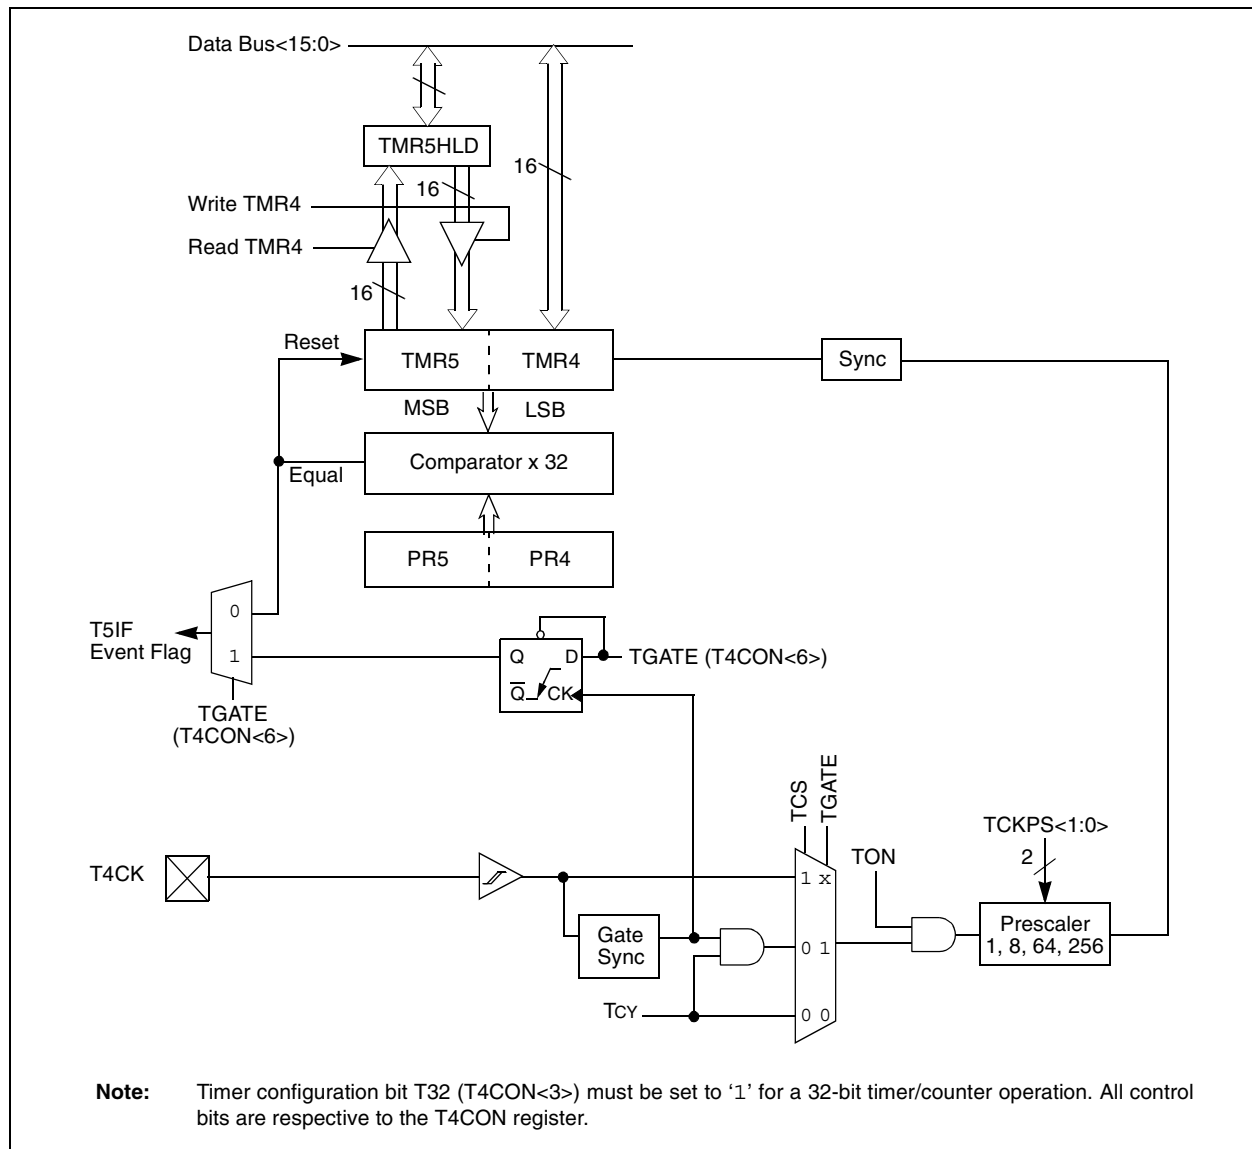 Data Bus<15:0>
TMR5HLD
16
16
Write TMR4
Read TMR4
16
Reset
TMR5
TMR4
Sync
MSB
LSB
Equal
Comparator x 32
PR5
PR4
0
1
T5IF
Event Flag
Q
D
TGATE (T4CON<6>)
Q
CK
TGATE
(T4CON<6>)
TCS
TGATE
TCKPS<1:0>
2
TON
T4CK
1 x
Prescaler
1, 8, 64, 256
Gate
Sync
0 1
TCY
0 0
Note: Timer configuration bit T32 (T4CON<3>) must be set to ‘1’ for a 32-bit timer/counter operation. All control
bits are respective to the T4CON register.